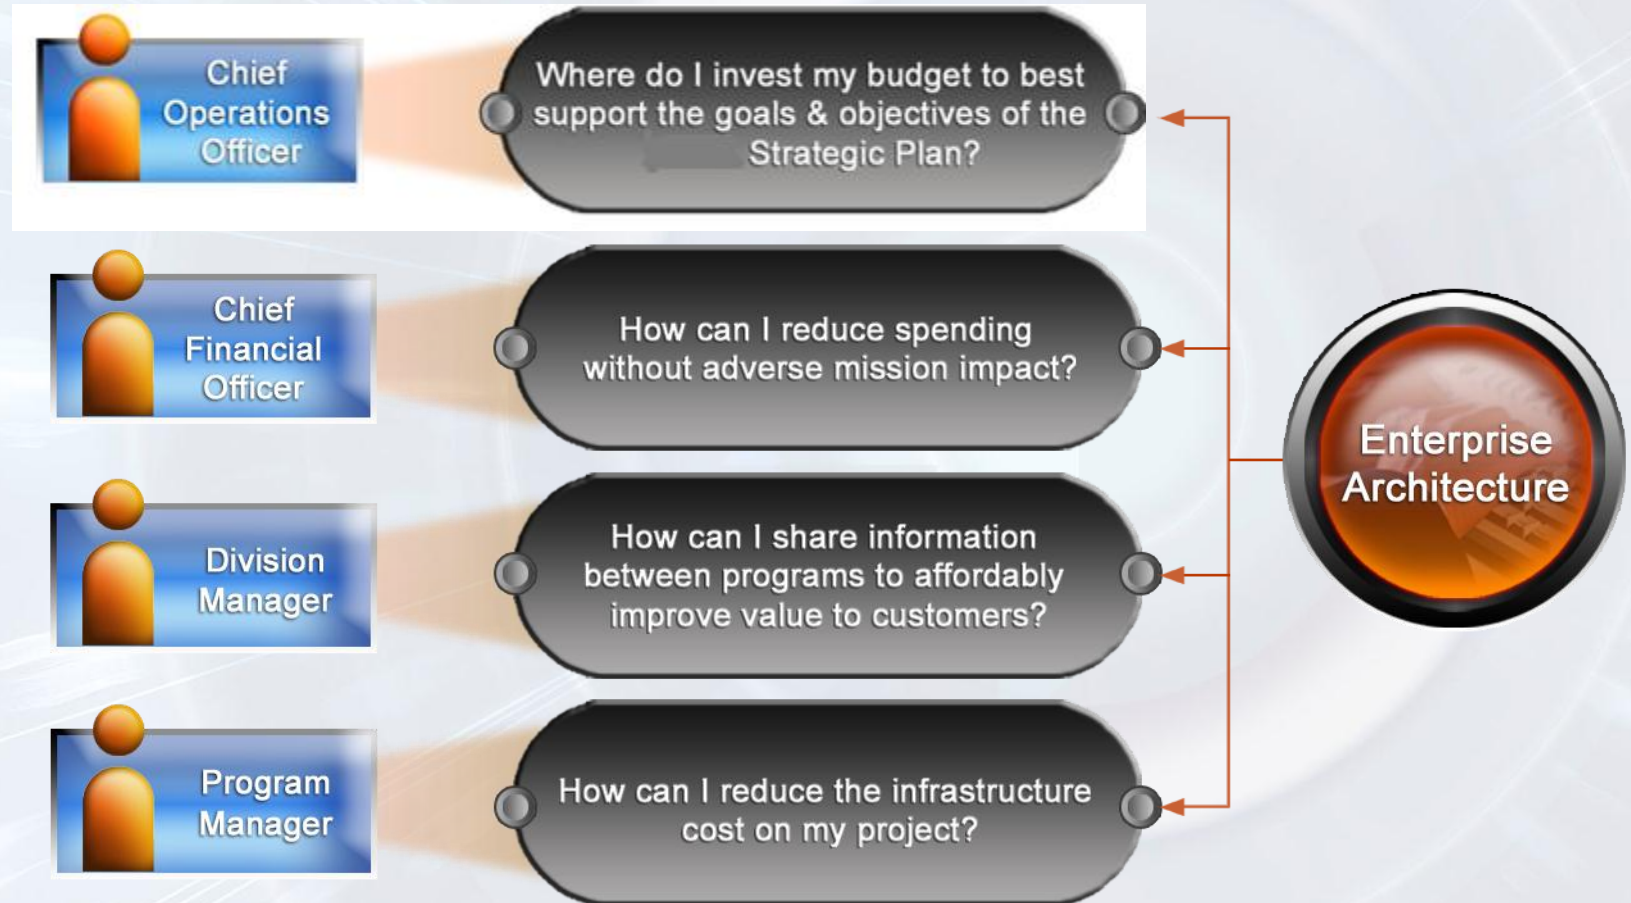 Chief
Operations
Officer
Where do I invest my budget to best
support the goals & objectives of the
Strategic Plan?
Chief
Financial
Officer
How can I reduce spending
without adverse mission impact?
Division
Manager
How can I share information
between programs to affordably
improve value to customers?
Program
Manager
How can I reduce the infrastructure
cost on my project?
Enterprise
Architecture